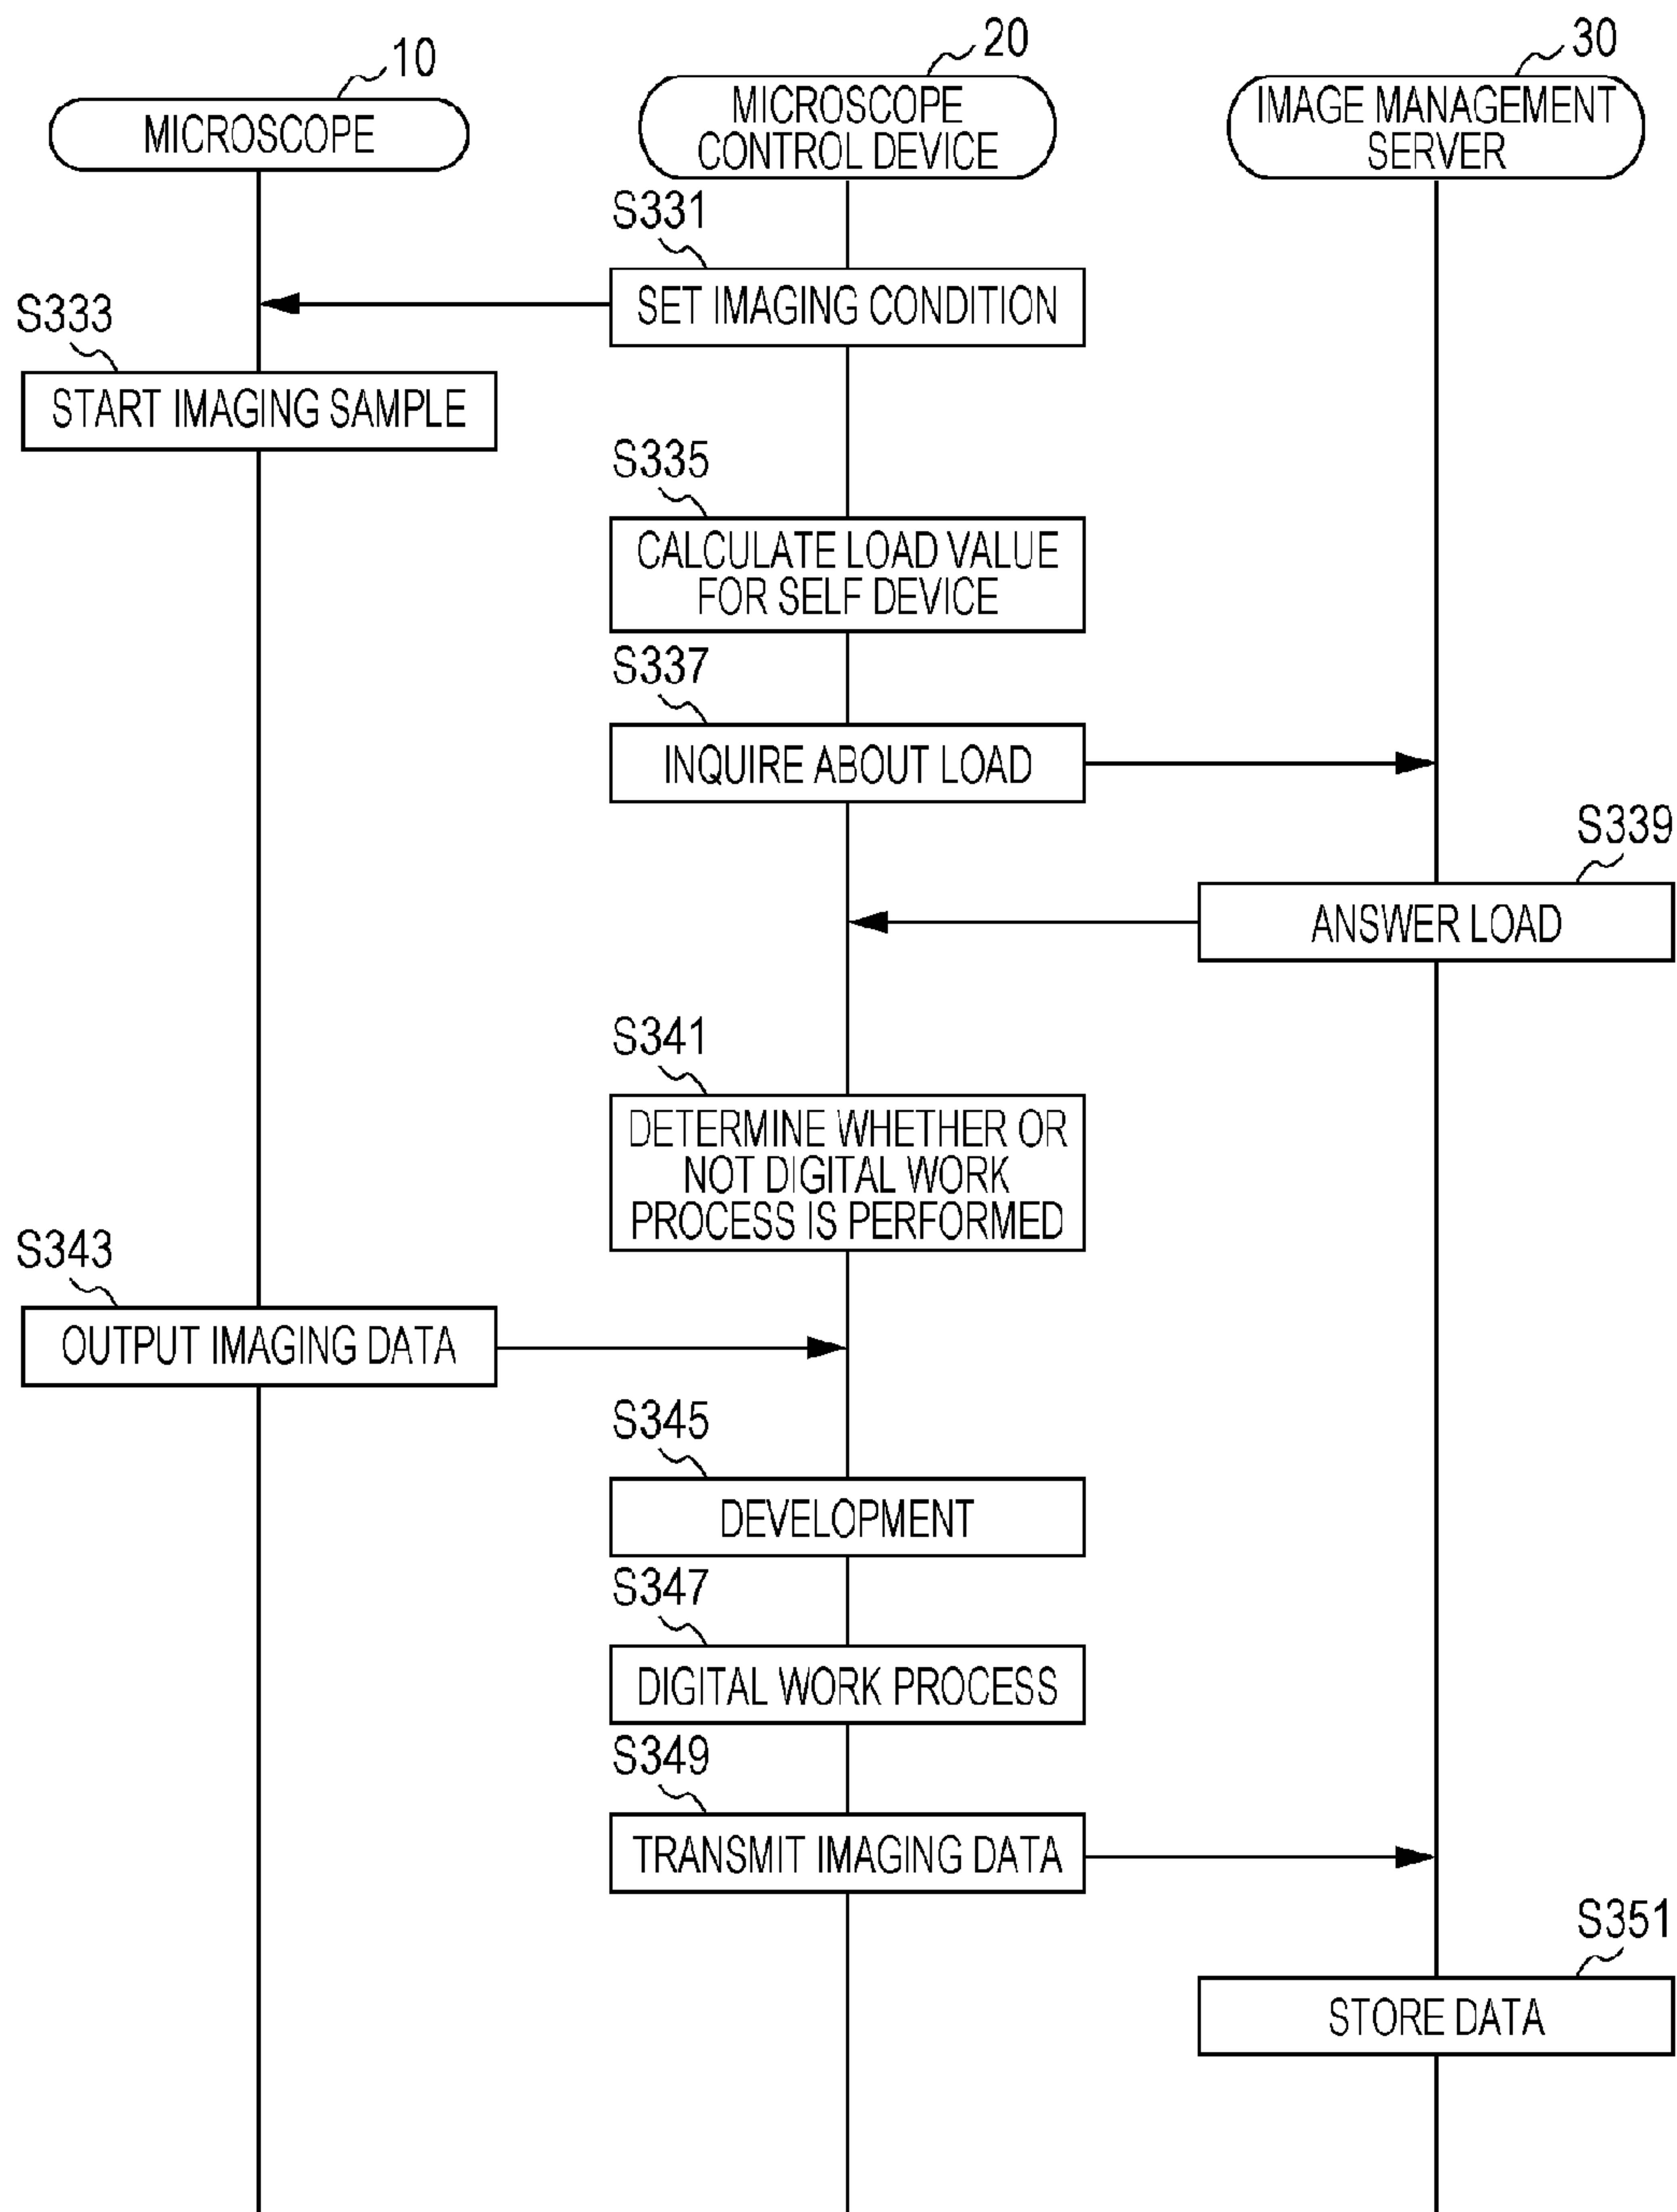 10
20
30
MICROSCOPE
MICROSCOPE
CONTROL DEVICE
IMAGE MANAGEMENT
SERVER
S331
SET IMAGING CONDITION
S333
START IMAGING SAMPLE
S335
CALCULATE LOAD VALUE
FOR SELF DEVICE
S337
INQUIRE ABOUT LOAD
S339
ANSWER LOAD
S341
DETERMINE WHETHER OR
NOT DIGITAL WORK
PROCESS IS PERFORMED
S343
OUTPUT IMAGING DATA
S345
DEVELOPMENT
S347
DIGITAL WORK PROCESS
S349
TRANSMIT IMAGING DATA
S351
STORE DATA